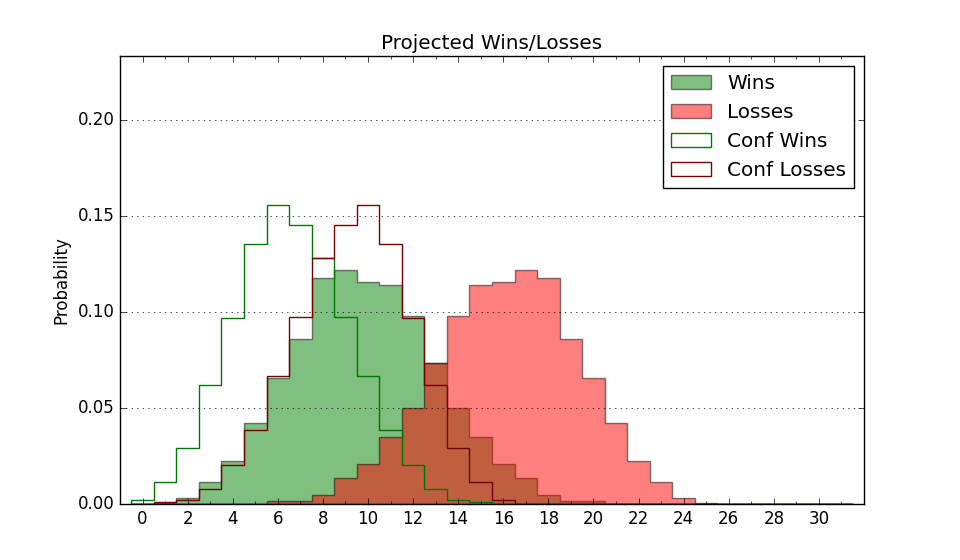 Projected Wins/Losses
Wins
Losses
Conf Wins
Conf Losses
Probability
0.20
0.15
0.10
0.05
0.00
0 2 4 6 8 10 12 14 16 18 20 22 24 26 28 30